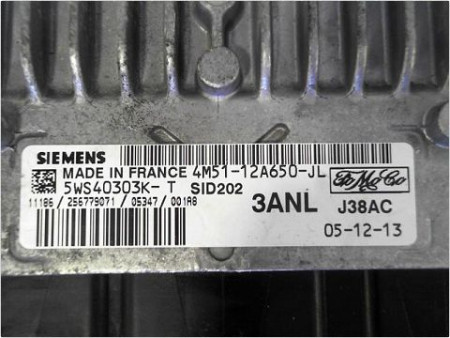 SIEMENS
MADE IN FRANCE 4M51-12A650-JL
5WS40303K-T SID202
FoMoCo
11186 / 256779071 / 05347 / 001A8
3ANL J38AC
05-12-13